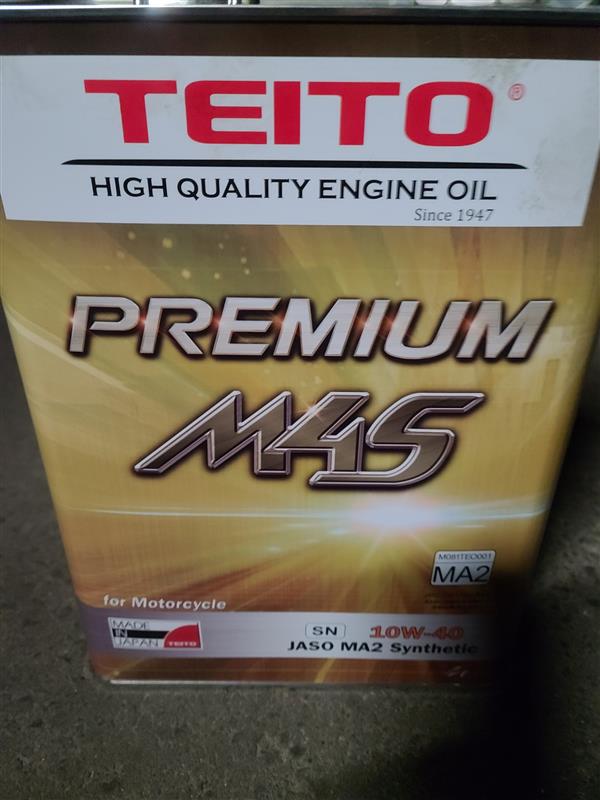 TEITO®
HIGH QUALITY ENGINE OIL
Since 1947
PREMIUM
M4S
M081TEO001
MA2
for Motorcycle
MADE
IN
JAPAN
TEITO
SN 10W-40
JASO MA2 Synthetic